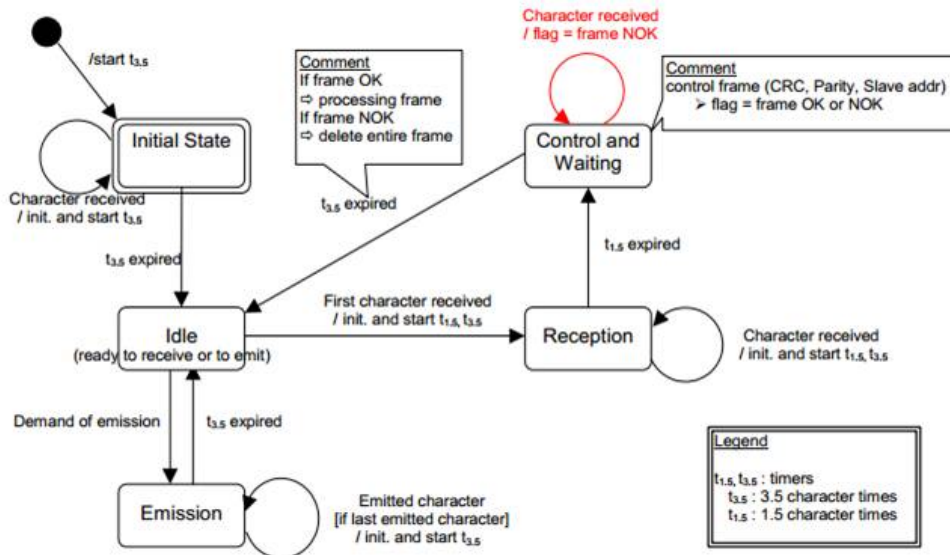 /start t3.5
Initial State
Character received
/ init. and start t3.5
t3.5 expired
Comment
If frame OK
⇨ processing frame
If frame NOK
⇨ delete entire frame
t3.5 expired
Character received
/ flag = frame NOK
Comment
control frame (CRC, Parity, Slave addr)
➢ flag = frame OK or NOK
Control and
Waiting
t1.5 expired
Idle
(ready to receive or to emit)
First character received
/ init. and start t1.5, t3.5
Reception
Character received
/ init. and start t1.5, t3.5
Demand of emission
t3.5 expired
Emission
Emitted character
[if last emitted character]
/ init. and start t3.5
Legend
t1.5, t3.5 : timers
t3.5 : 3.5 character times
t1.5 : 1.5 character times